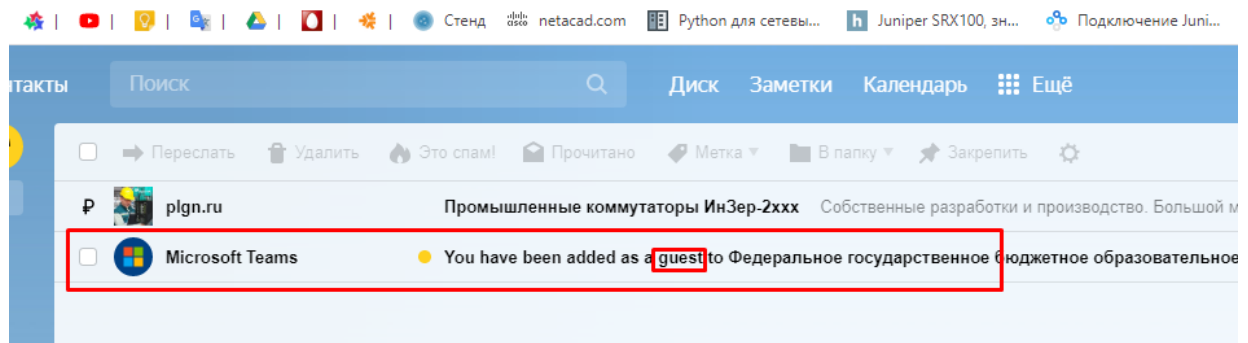 Стенд netacad.com Python для сетевы... Juniper SRX100, зн... Подключение Juni...
нтакты Поиск Диск Заметки Календарь Ещё
Переслать Удалить Это спам! Прочитано Метка В папку Закрепить
₽ plgn.ru Промышленные коммутаторы ИнЗер-2xxx Собственные разработки и производство. Большой м
Microsoft Teams You have been added as a guest to Федеральное государственное бюджетное образовательное